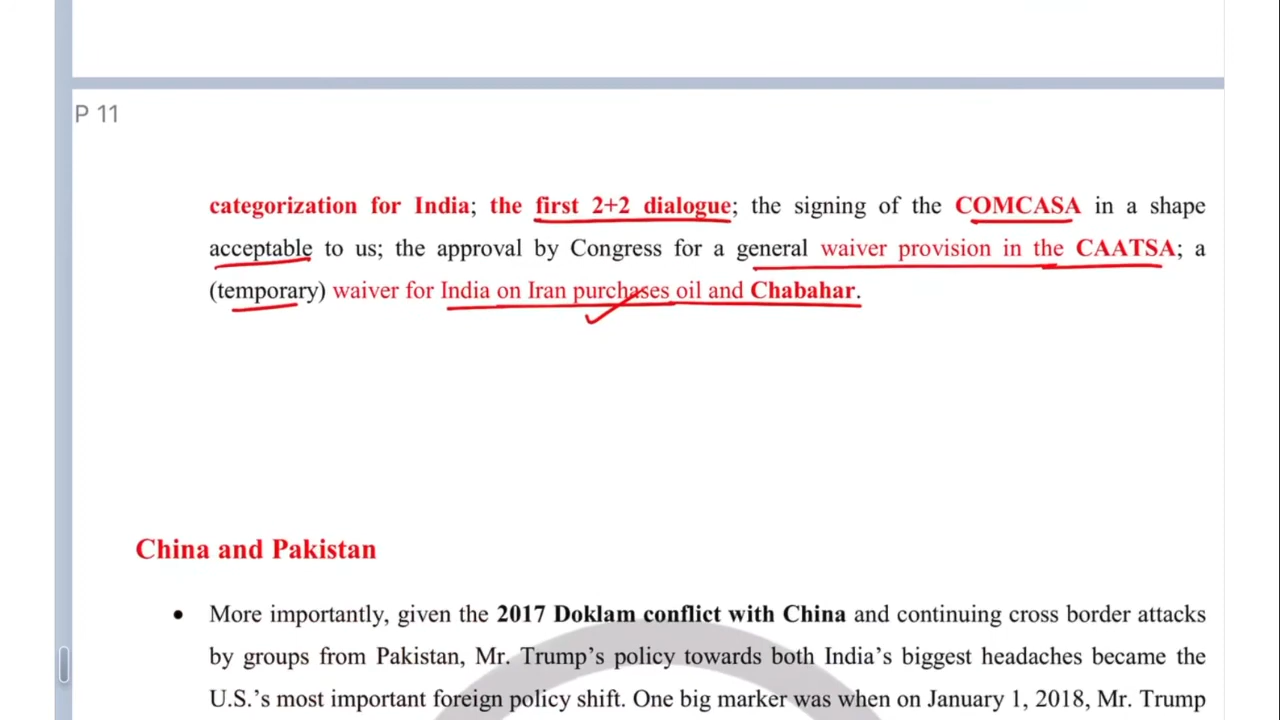 P 11
categorization for India; the first 2+2 dialogue; the signing of the COMCASA in a shape
acceptable to us; the approval by Congress for a general waiver provision in the CAATSA; a
(temporary) waiver for India on Iran purchases oil and Chabahar.
China and Pakistan
• More importantly, given the 2017 Doklam conflict with China and continuing cross border attacks
by groups from Pakistan, Mr. Trump’s policy towards both India’s biggest headaches became the
U.S.’s most important foreign policy shift. One big marker was when on January 1, 2018, Mr. Trump